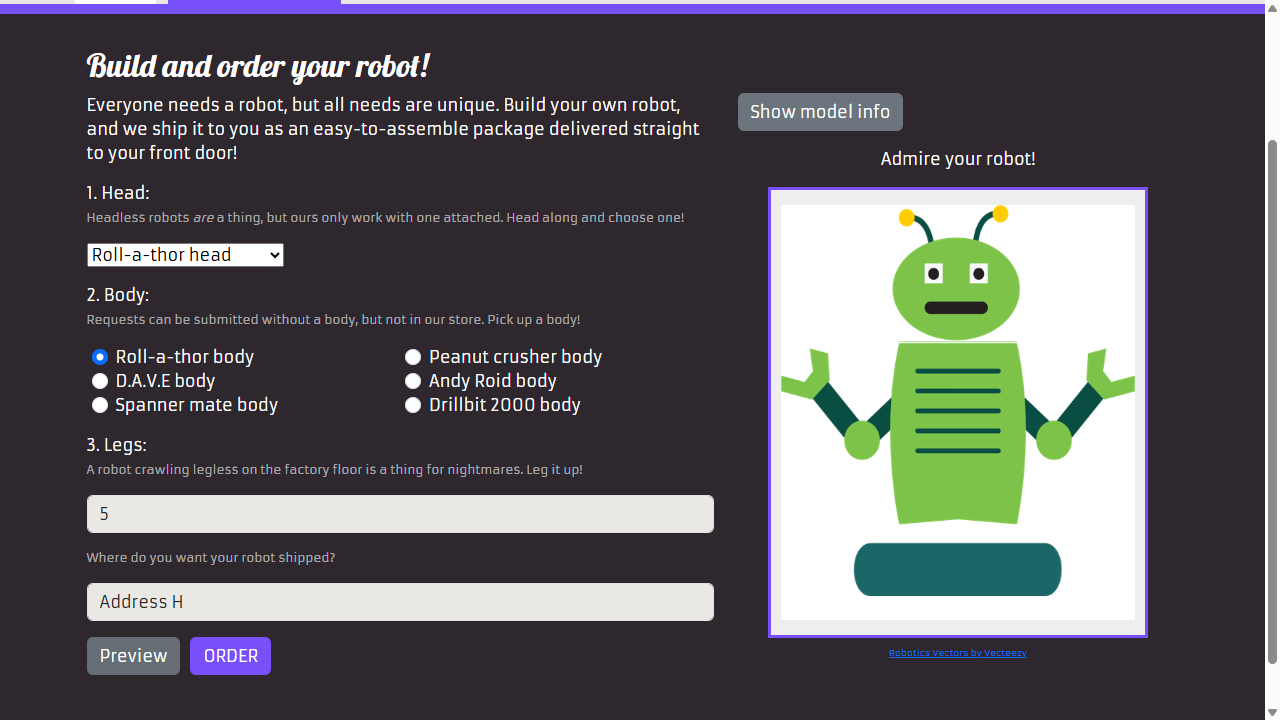 Build and order your robot!
Everyone needs a robot, but all needs are unique. Build your own robot,
and we ship it to you as an easy-to-assemble package delivered straight
to your front door!
1. Head:
Headless robots are a thing, but ours only work with one attached. Head along and choose one!
Roll-a-thor head
2. Body:
Requests can be submitted without a body, but not in our store. Pick up a body!
Roll-a-thor body
Peanut crusher body
D.A.V.E body
Andy Roid body
Spanner mate body
Drillbit 2000 body
3. Legs:
A robot crawling legless on the factory floor is a thing for nightmares. Leg it up!
5
Where do you want your robot shipped?
Address H
Preview
ORDER
Show model info
Admire your robot!
Robotics Vectors by Vecteezy